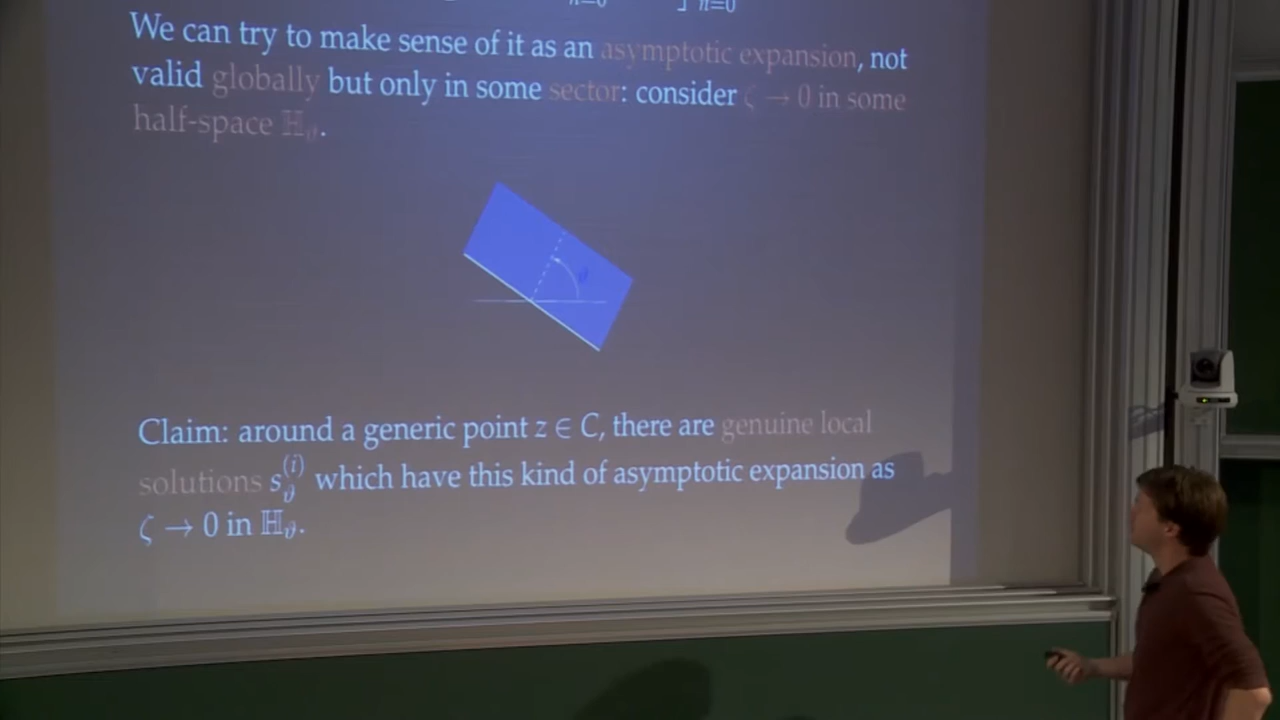 n=0 ] n=0
We can try to make sense of it as an asymptotic expansion, not
valid globally but only in some sector: consider ζ → 0 in some
half-space ℍ_ϑ.
ϑ
Claim: around a generic point z ∈ C, there are genuine local
solutions s_ϑ^(i) which have this kind of asymptotic expansion as
ζ → 0 in ℍ_ϑ.